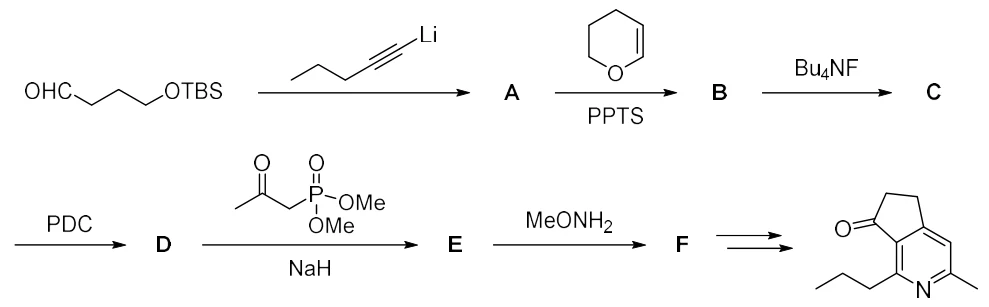 Li
OHC
OTBS
A
O
PPTS
B
Bu₄NF
C
PDC
D
O
O
P
OMe
OMe
NaH
E
MeONH₂
F
O
N